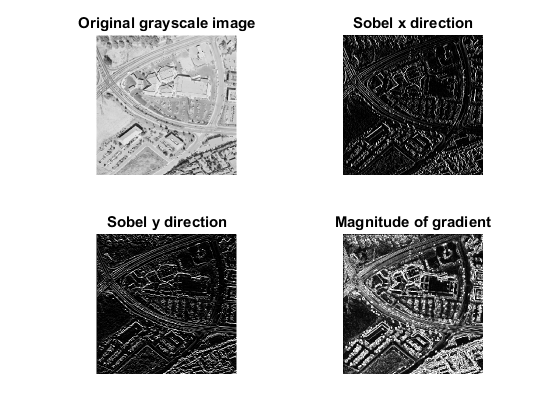 Original grayscale image
Sobel x direction
Sobel y direction
Magnitude of gradient